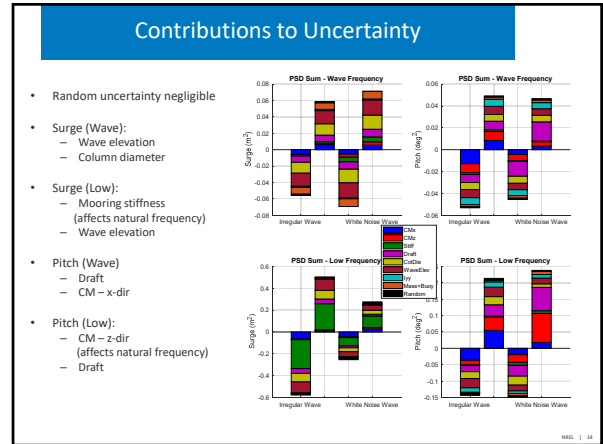 Contributions to Uncertainty
• Random uncertainty negligible
• Surge (Wave):
– Wave elevation
– Column diameter
• Surge (Low):
– Mooring stiffness
(affects natural frequency)
– Wave elevation
• Pitch (Wave)
– Draft
– CM – x-dir
• Pitch (Low):
– CM – z-dir
(affects natural frequency)
– Draft
PSD Sum - Wave Frequency
0.08
0.06
0.04
0.02
0
-0.02
-0.04
-0.06
-0.08
Surge (m²)
Irregular Wave
White Noise Wave
PSD Sum - Wave Frequency
0.06
0.04
0.02
0
-0.02
-0.04
-0.06
Pitch (deg²)
Irregular Wave
White Noise Wave
CMx
CMz
Stiff
Draft
ColDia
WaveElev
Iyy
Mass+Buoy
Random
PSD Sum - Low Frequency
0.6
0.4
0.2
0
-0.2
-0.4
-0.6
Surge (m²)
Irregular Wave
White Noise Wave
PSD Sum - Low Frequency
0.15
0.1
0.05
0
-0.05
-0.1
-0.15
Pitch (deg²)
Irregular Wave
White Noise Wave
NREL | 14